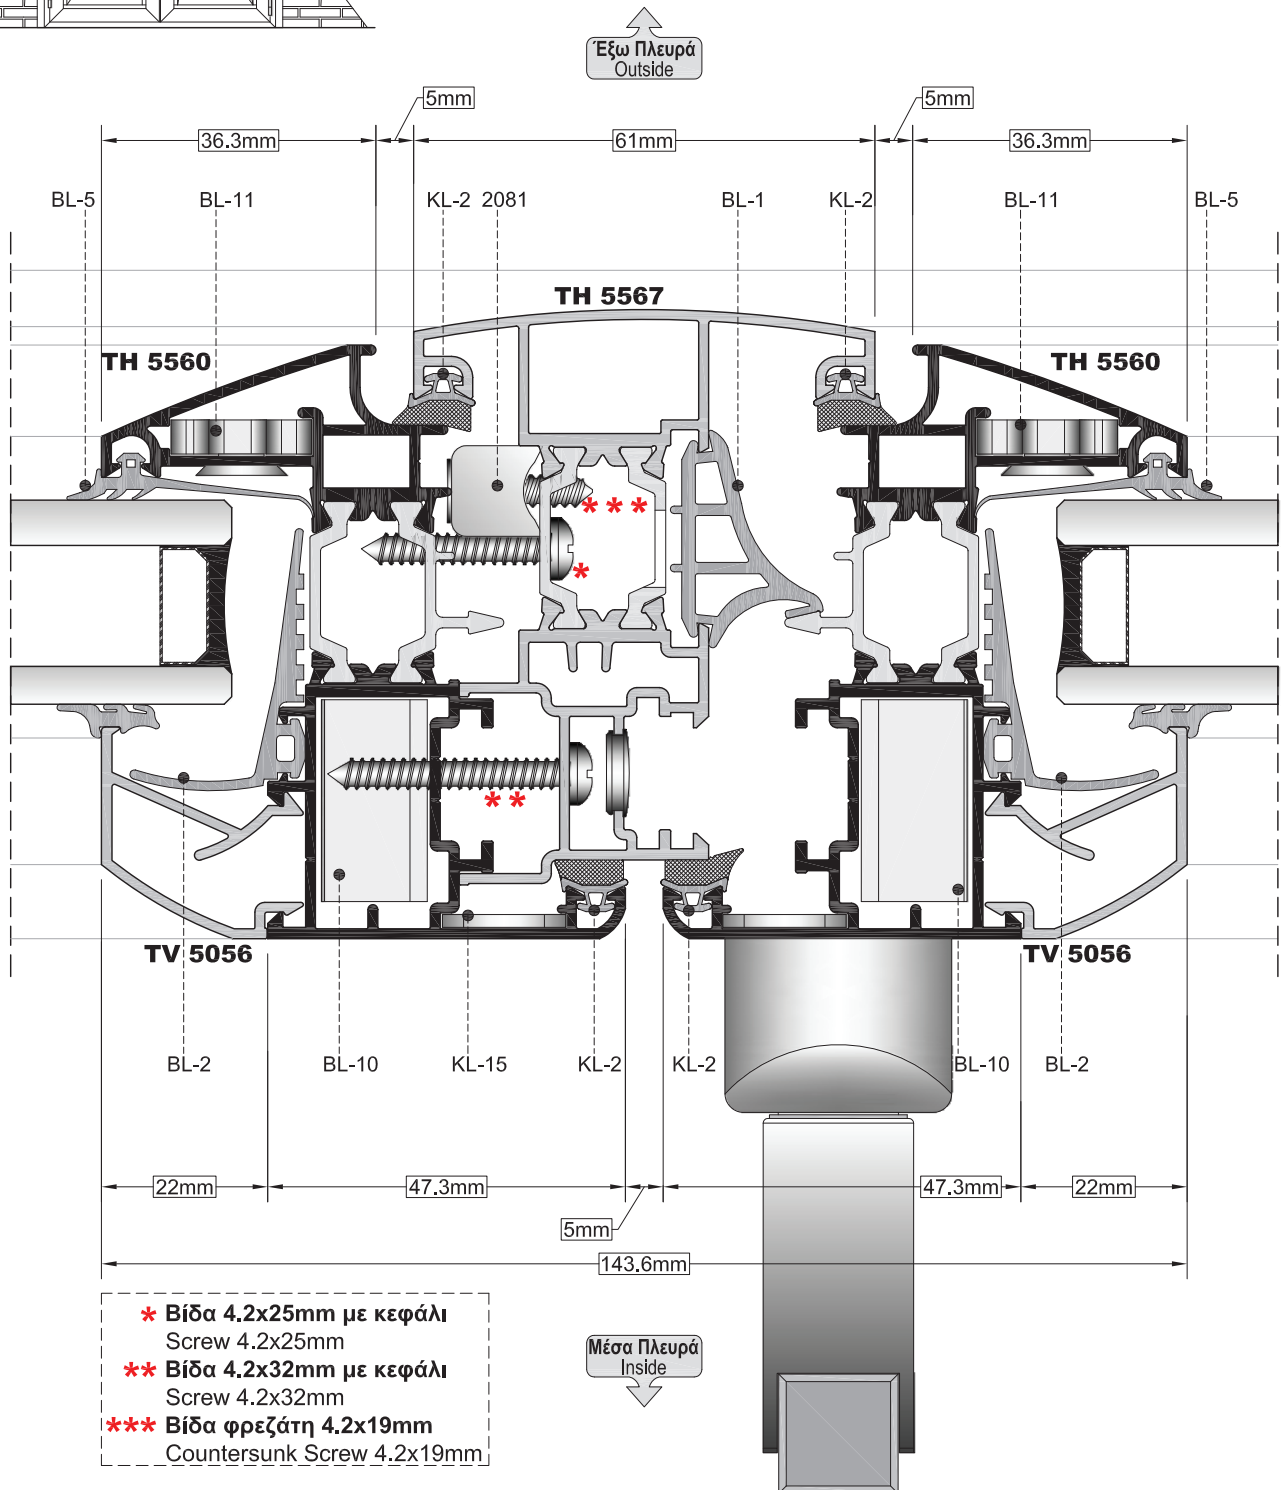 Έξω Πλευρά
Outside
5mm
5mm
36.3mm
61mm
36.3mm
BL-5
BL-11
KL-2
2081
BL-1
KL-2
BL-11
BL-5
TH 5567
TH 5560
TH 5560
***
*
**
TV 5056
TV 5056
BL-2
BL-10
KL-15
KL-2
KL-2
BL-10
BL-2
22mm
47.3mm
47.3mm
22mm
5mm
143.6mm
* Βίδα 4.2x25mm με κεφάλι
Screw 4.2x25mm
** Βίδα 4.2x32mm με κεφάλι
Screw 4.2x32mm
*** Βίδα φρεζάτη 4.2x19mm
Countersunk Screw 4.2x19mm
Μέσα Πλευρά
Inside